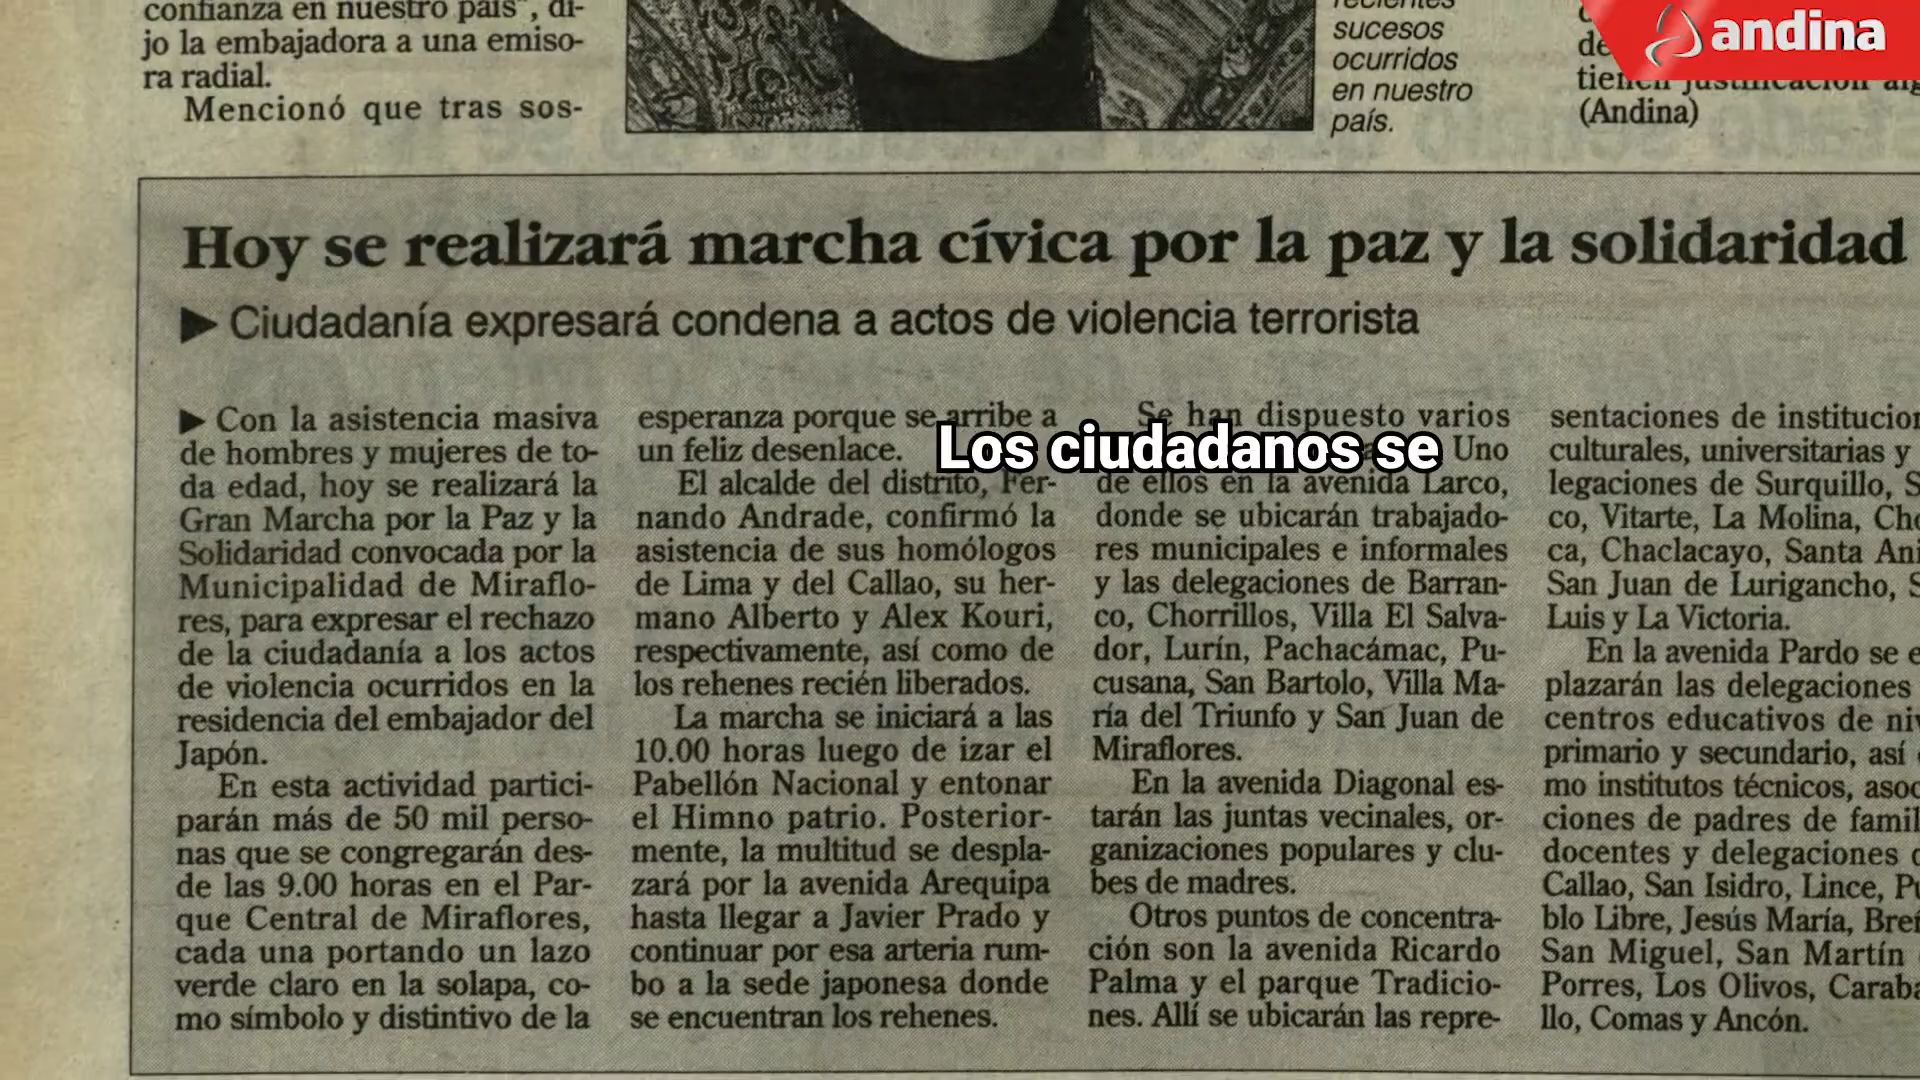 confianza en nuestro país", di-
jo la embajadora a una emiso-
ra radial.
Mencionó que tras sos-
sucesos
ocurridos
en nuestro
país.
(Andina)
andina
Hoy se realizará marcha cívica por la paz y la solidaridad
▶ Ciudadanía expresará condena a actos de violencia terrorista
▶ Con la asistencia masiva
de hombres y mujeres de to-
da edad, hoy se realizará la
Gran Marcha por la Paz y la
Solidaridad convocada por la
Municipalidad de Miraflo-
res, para expresar el rechazo
de la ciudadanía a los actos
de violencia ocurridos en la
residencia del embajador del
Japón.
En esta actividad partici-
parán más de 50 mil perso-
nas que se congregarán des-
de las 9.00 horas en el Par-
que Central de Miraflores,
cada una portando un lazo
verde claro en la solapa, co-
mo símbolo y distintivo de la
esperanza porque se arribe a
un feliz desenlace.
El alcalde del distrito, Fer-
nando Andrade, confirmó la
asistencia de sus homólogos
de Lima y del Callao, su her-
mano Alberto y Alex Kouri,
respectivamente, así como de
los rehenes recién liberados.
La marcha se iniciará a las
10.00 horas luego de izar el
Pabellón Nacional y entonar
el Himno patrio. Posterior-
mente, la multitud se despla-
zará por la avenida Arequipa
hasta llegar a Javier Prado y
continuar por esa arteria rum-
bo a la sede japonesa donde
se encuentran los rehenes.
Se han dispuesto varios
Uno
de ellos en la avenida Larco,
donde se ubicarán trabajado-
res municipales e informales
y las delegaciones de Barran-
co, Chorrillos, Villa El Salva-
dor, Lurín, Pachacámac, Pu-
cusana, San Bartolo, Villa Ma-
ría del Triunfo y San Juan de
Miraflores.
En la avenida Diagonal es-
tarán las juntas vecinales, or-
ganizaciones populares y clu-
bes de madres.
Otros puntos de concentra-
ción son la avenida Ricardo
Palma y el parque Tradicio-
nes. Allí se ubicarán las repre-
sentaciones de
culturales, universitarias y
legaciones de Surquillo,
co, Vitarte, La Molina,
ca, Chaclacayo, Santa
San Juan de Lurigancho,
Luis y La Victoria.
En la avenida Pardo se
plazarán las delegaciones
centros educativos de
primario y secundario, así
mo institutos técnicos,
ciones de padres de
docentes y delegaciones
Callao, San Isidro, Lince,
blo Libre, Jesús María,
San Miguel, San Martín
Porres, Los Olivos,
llo, Comas y Ancón.
Los ciudadanos se